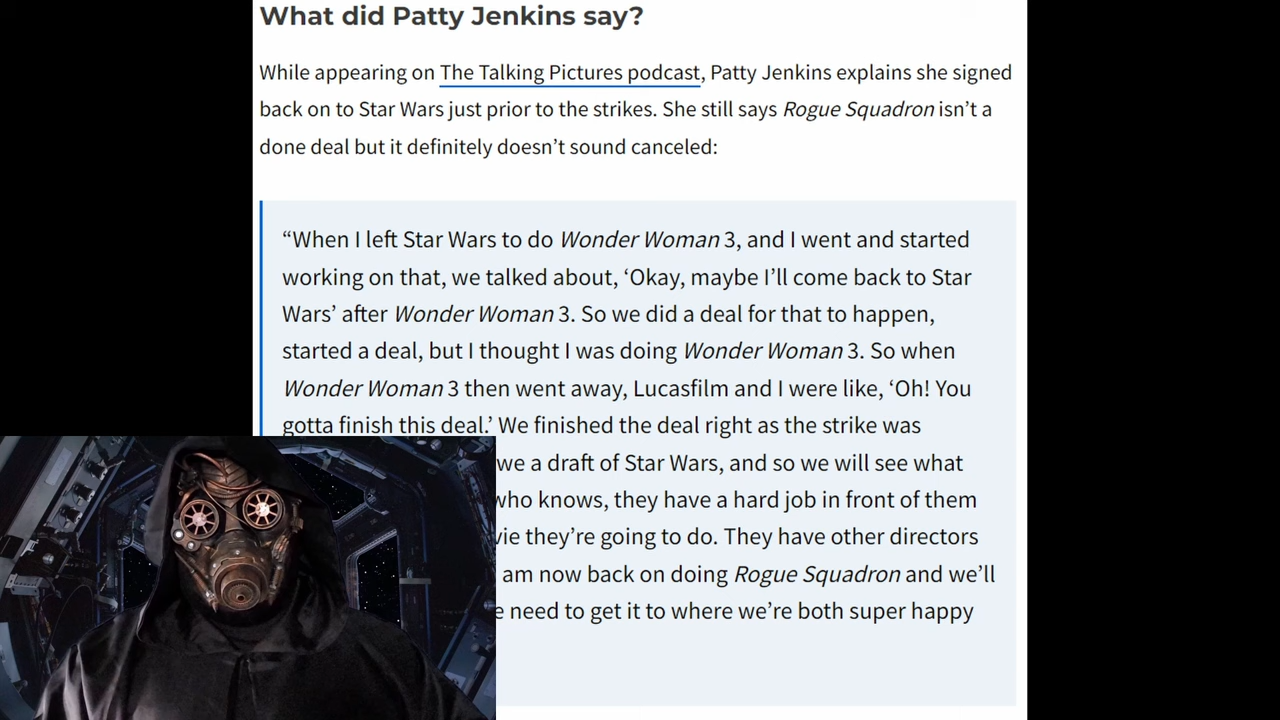 What did Patty Jenkins say?
While appearing on The Talking Pictures podcast, Patty Jenkins explains she signed
back on to Star Wars just prior to the strikes. She still says Rogue Squadron isn’t a
done deal but it definitely doesn’t sound canceled:
“When I left Star Wars to do Wonder Woman 3, and I went and started
working on that, we talked about, ‘Okay, maybe I’ll come back to Star
Wars’ after Wonder Woman 3. So we did a deal for that to happen,
started a deal, but I thought I was doing Wonder Woman 3. So when
Wonder Woman 3 then went away, Lucasfilm and I were like, ‘Oh! You
gotta finish this deal.’ We finished the deal right as the strike was
we a draft of Star Wars, and so we will see what
who knows, they have a hard job in front of them
they’re going to do. They have other directors
am now back on doing Rogue Squadron and we’ll
need to get it to where we’re both super happy